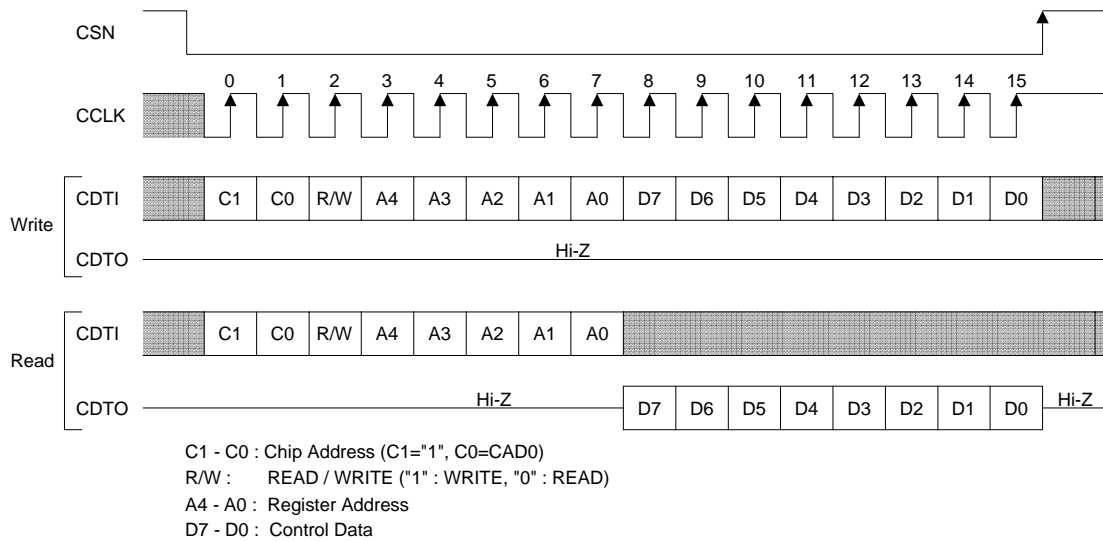 CSN
0 1 2 3 4 5 6 7 8 9 10 11 12 13 14 15
CCLK
Write
CDTI C1 C0 R/W A4 A3 A2 A1 A0 D7 D6 D5 D4 D3 D2 D1 D0
CDTO Hi-Z
Read
CDTI C1 C0 R/W A4 A3 A2 A1 A0
CDTO Hi-Z D7 D6 D5 D4 D3 D2 D1 D0 Hi-Z
C1 - C0 : Chip Address (C1="1", C0=CAD0)
R/W : READ / WRITE ("1" : WRITE, "0" : READ)
A4 - A0 : Register Address
D7 - D0 : Control Data